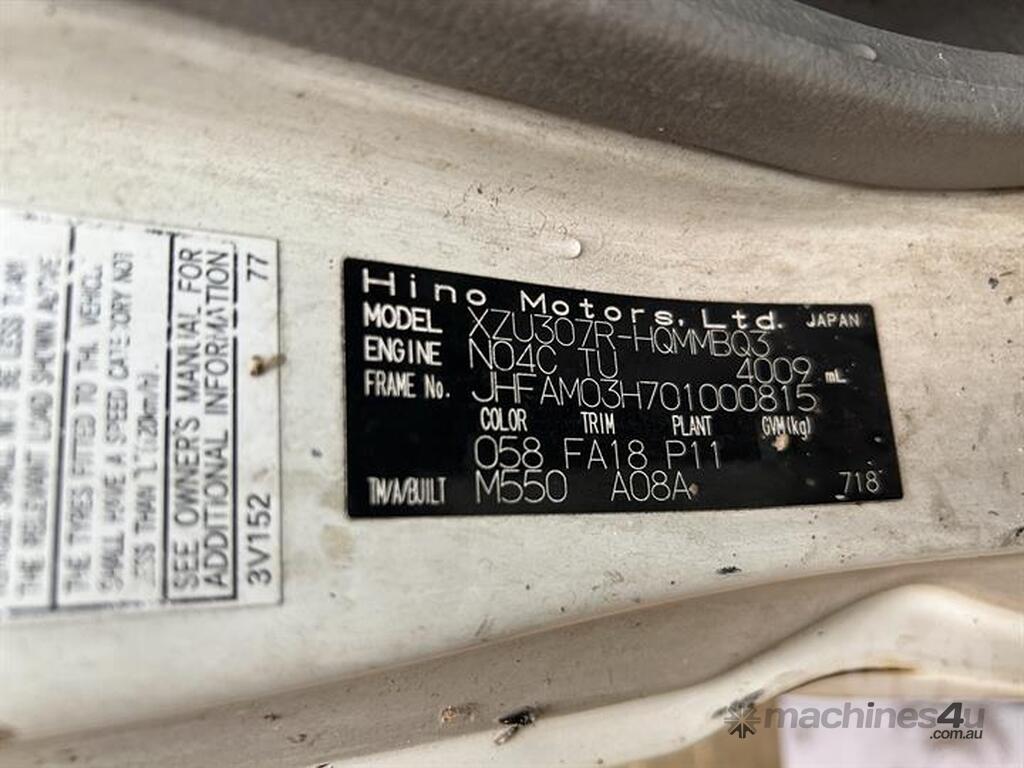 Hino Motors, Ltd. JAPAN
MODEL XZU307R-HQMMBQ3
ENGINE N04C TU 4009 mL
FRAME No. JHFAM03H701000815
COLOR TRIM PLANT GVM(kg)
058 FA18 P11
TM/A/BUILT M550 A08A 718
THE RELEVANT LOAD SHOWN ABOVE.
THE TYRES FITTED TO THIS VEHICLE
SHALL HAVE A SPEED CATEGORY NOT
LESS THAN (120km/h).
SEE OWNER'S MANUAL FOR
ADDITIONAL INFORMATION
3V152 77
machines4u
.com.au